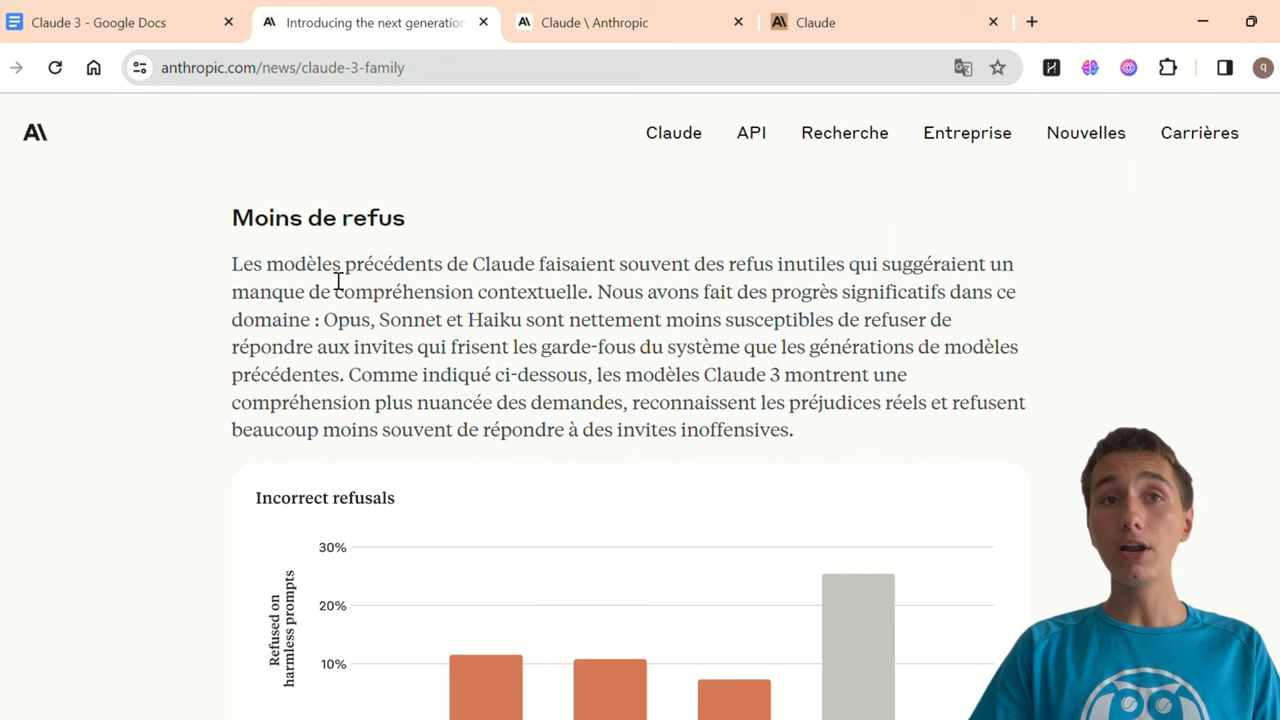 Claude 3 - Google Docs
Introducing the next generation
Claude \ Anthropic
Claude
anthropic.com/news/claude-3-family
q
A\
Claude
API
Recherche
Entreprise
Nouvelles
Carrières
Moins de refus
Les modèles précédents de Claude faisaient souvent des refus inutiles qui suggéraient un
manque de compréhension contextuelle. Nous avons fait des progrès significatifs dans ce
domaine : Opus, Sonnet et Haiku sont nettement moins susceptibles de refuser de
répondre aux invites qui frisent les garde-fous du système que les générations de modèles
précédentes. Comme indiqué ci-dessous, les modèles Claude 3 montrent une
compréhension plus nuancée des demandes, reconnaissent les préjudices réels et refusent
beaucoup moins souvent de répondre à des invites inoffensives.
Incorrect refusals
Refused on
harmless prompts
30%
20%
10%